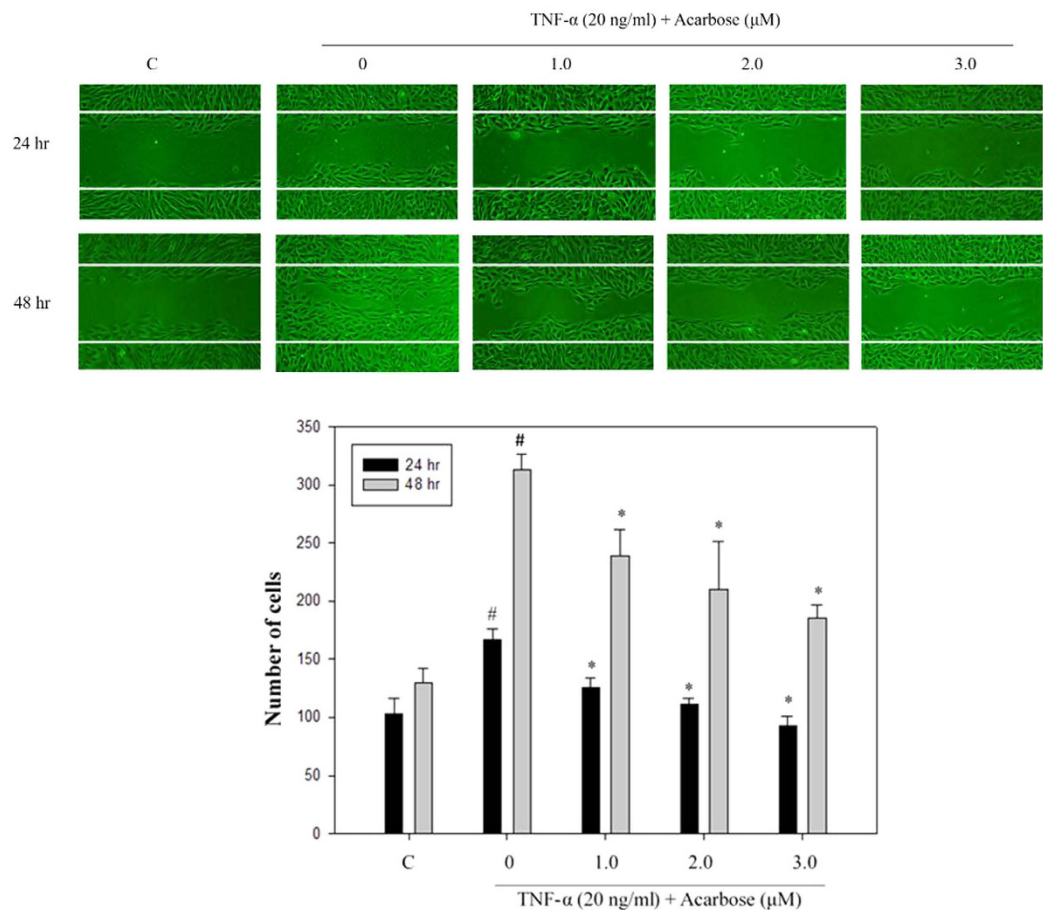 TNF-α (20 ng/ml) + Acarbose (μM)
C 0 1.0 2.0 3.0
24 hr
48 hr
350
300
250
200
150
100
50
0
Number of cells
24 hr
48 hr
#
#
*
*
*
*
*
*
C 0 1.0 2.0 3.0
TNF-α (20 ng/ml) + Acarbose (μM)